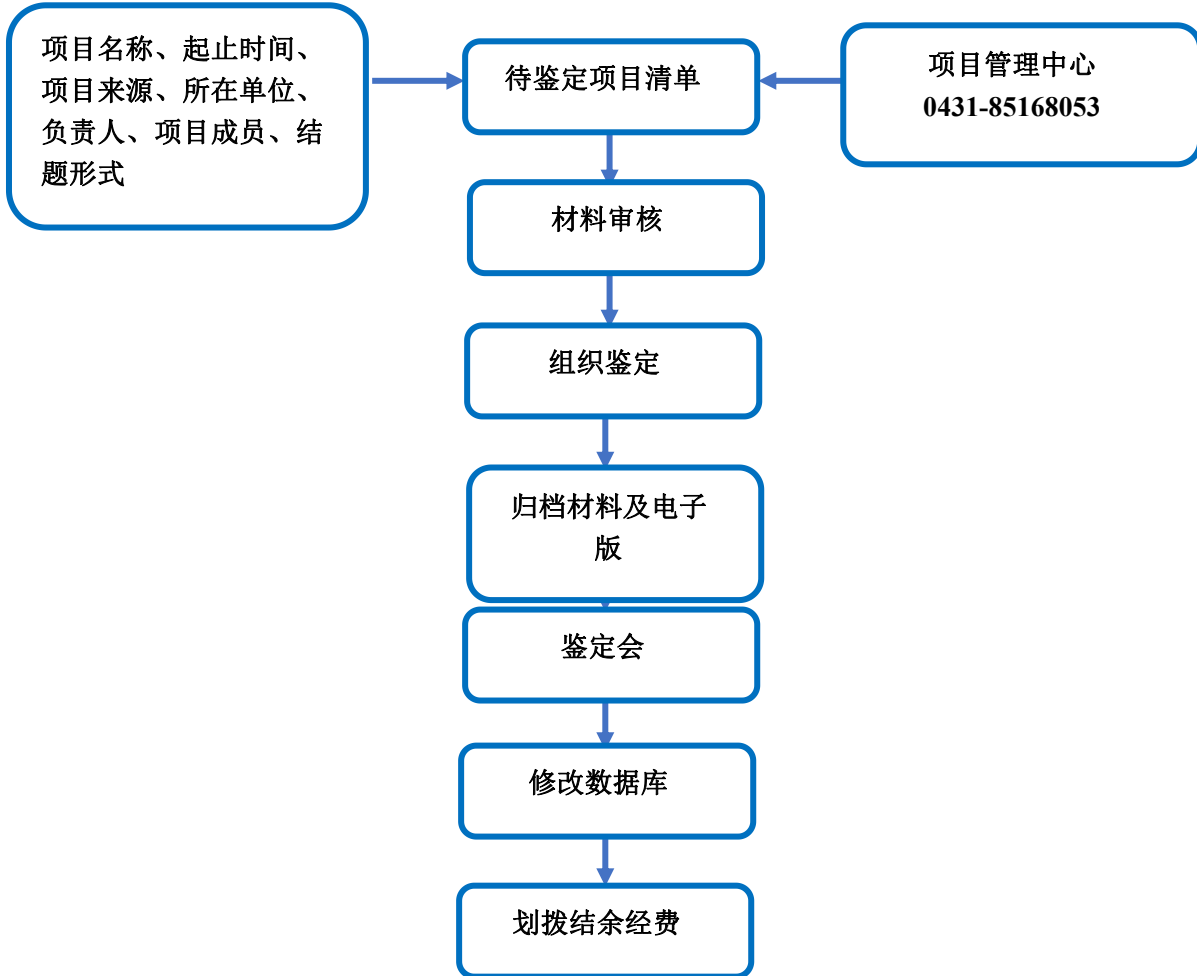 项目名称、起止时间、
项目来源、所在单位、
负责人、项目成员、结
题形式
待鉴定项目清单
项目管理中心
0431-85168053
材料审核
组织鉴定
归档材料及电子
版
鉴定会
修改数据库
划拨结余经费